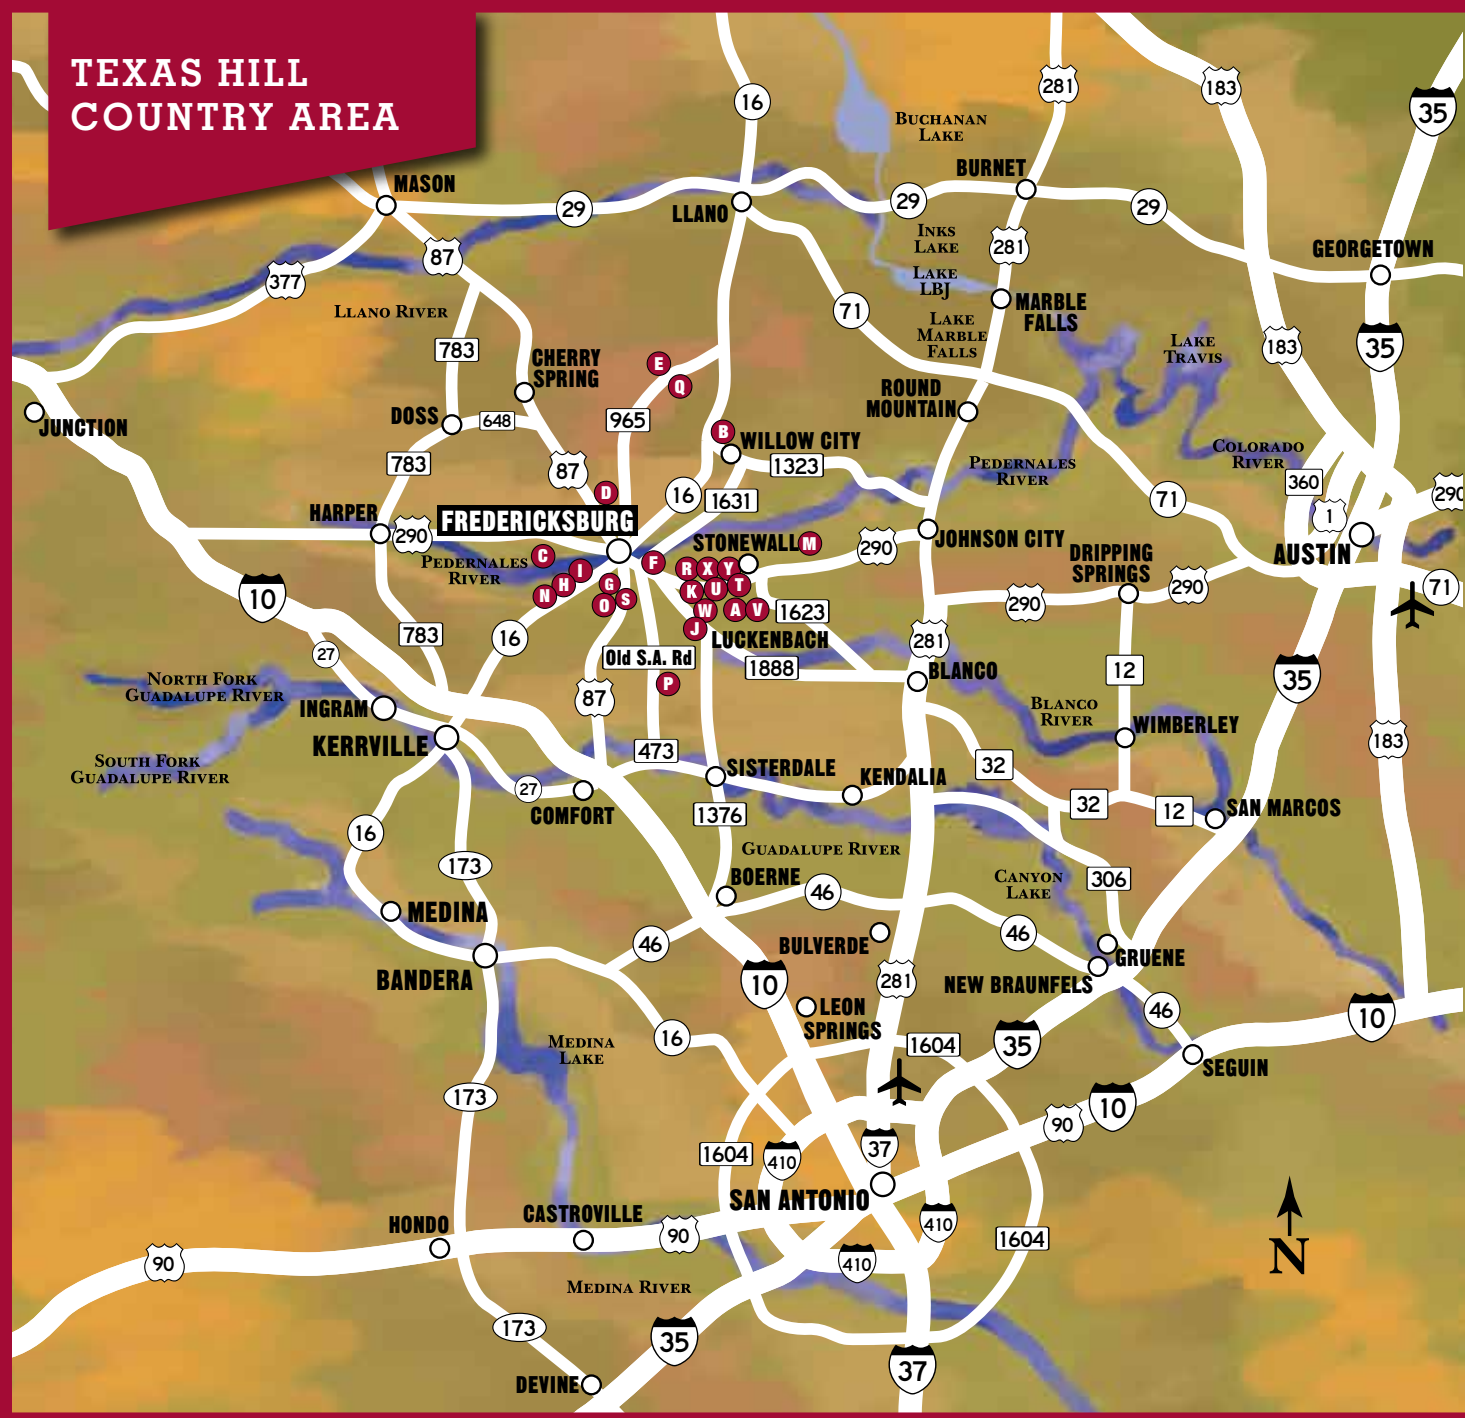 TEXAS HILL
COUNTRY AREA
16
281
183
35
BUCHANAN
LAKE
BURNET
MASON
29
LLANO
29
29
INKS
LAKE
281
GEORGETOWN
87
377
LAKE
LBJ
MARBLE
FALLS
LLANO RIVER
71
LAKE
MARBLE
FALLS
LAKE
TRAVIS
183
35
783
CHERRY
SPRING
E
Q
ROUND
MOUNTAIN
DOSS
648
965
JUNCTION
B
WILLOW CITY
1323
COLORADO
RIVER
783
87
PEDERNALES
RIVER
360
290
D
16
1631
71
1
HARPER
290
FREDERICKSBURG
STONEWALL
M
290
JOHNSON CITY
AUSTIN
PEDERNALES
RIVER
C
F
DRIPPING
SPRINGS
I
R
X
Y
H
G
K
U
T
290
290
71
N
O
S
W
A
V
1623
10
J
LUCKENBACH
16
783
281
27
Old S.A. Rd
1888
BLANCO
12
35
NORTH FORK
GUADALUPE RIVER
P
87
INGRAM
BLANCO
RIVER
WIMBERLEY
KERRVILLE
473
183
SOUTH FORK
GUADALUPE RIVER
SISTERDALE
KENDALIA
32
27
COMFORT
1376
32
12
SAN MARCOS
16
173
GUADALUPE RIVER
BOERNE
46
CANYON
LAKE
306
MEDINA
46
BULVERDE
46
GRUENE
BANDERA
10
281
NEW BRAUNFELS
LEON
SPRINGS
46
10
MEDINA
LAKE
16
1604
35
SEGUIN
173
10
90
1604
410
37
SAN ANTONIO
HONDO
CASTROVILLE
90
410
1604
90
410
N
MEDINA RIVER
173
35
37
DEVINE